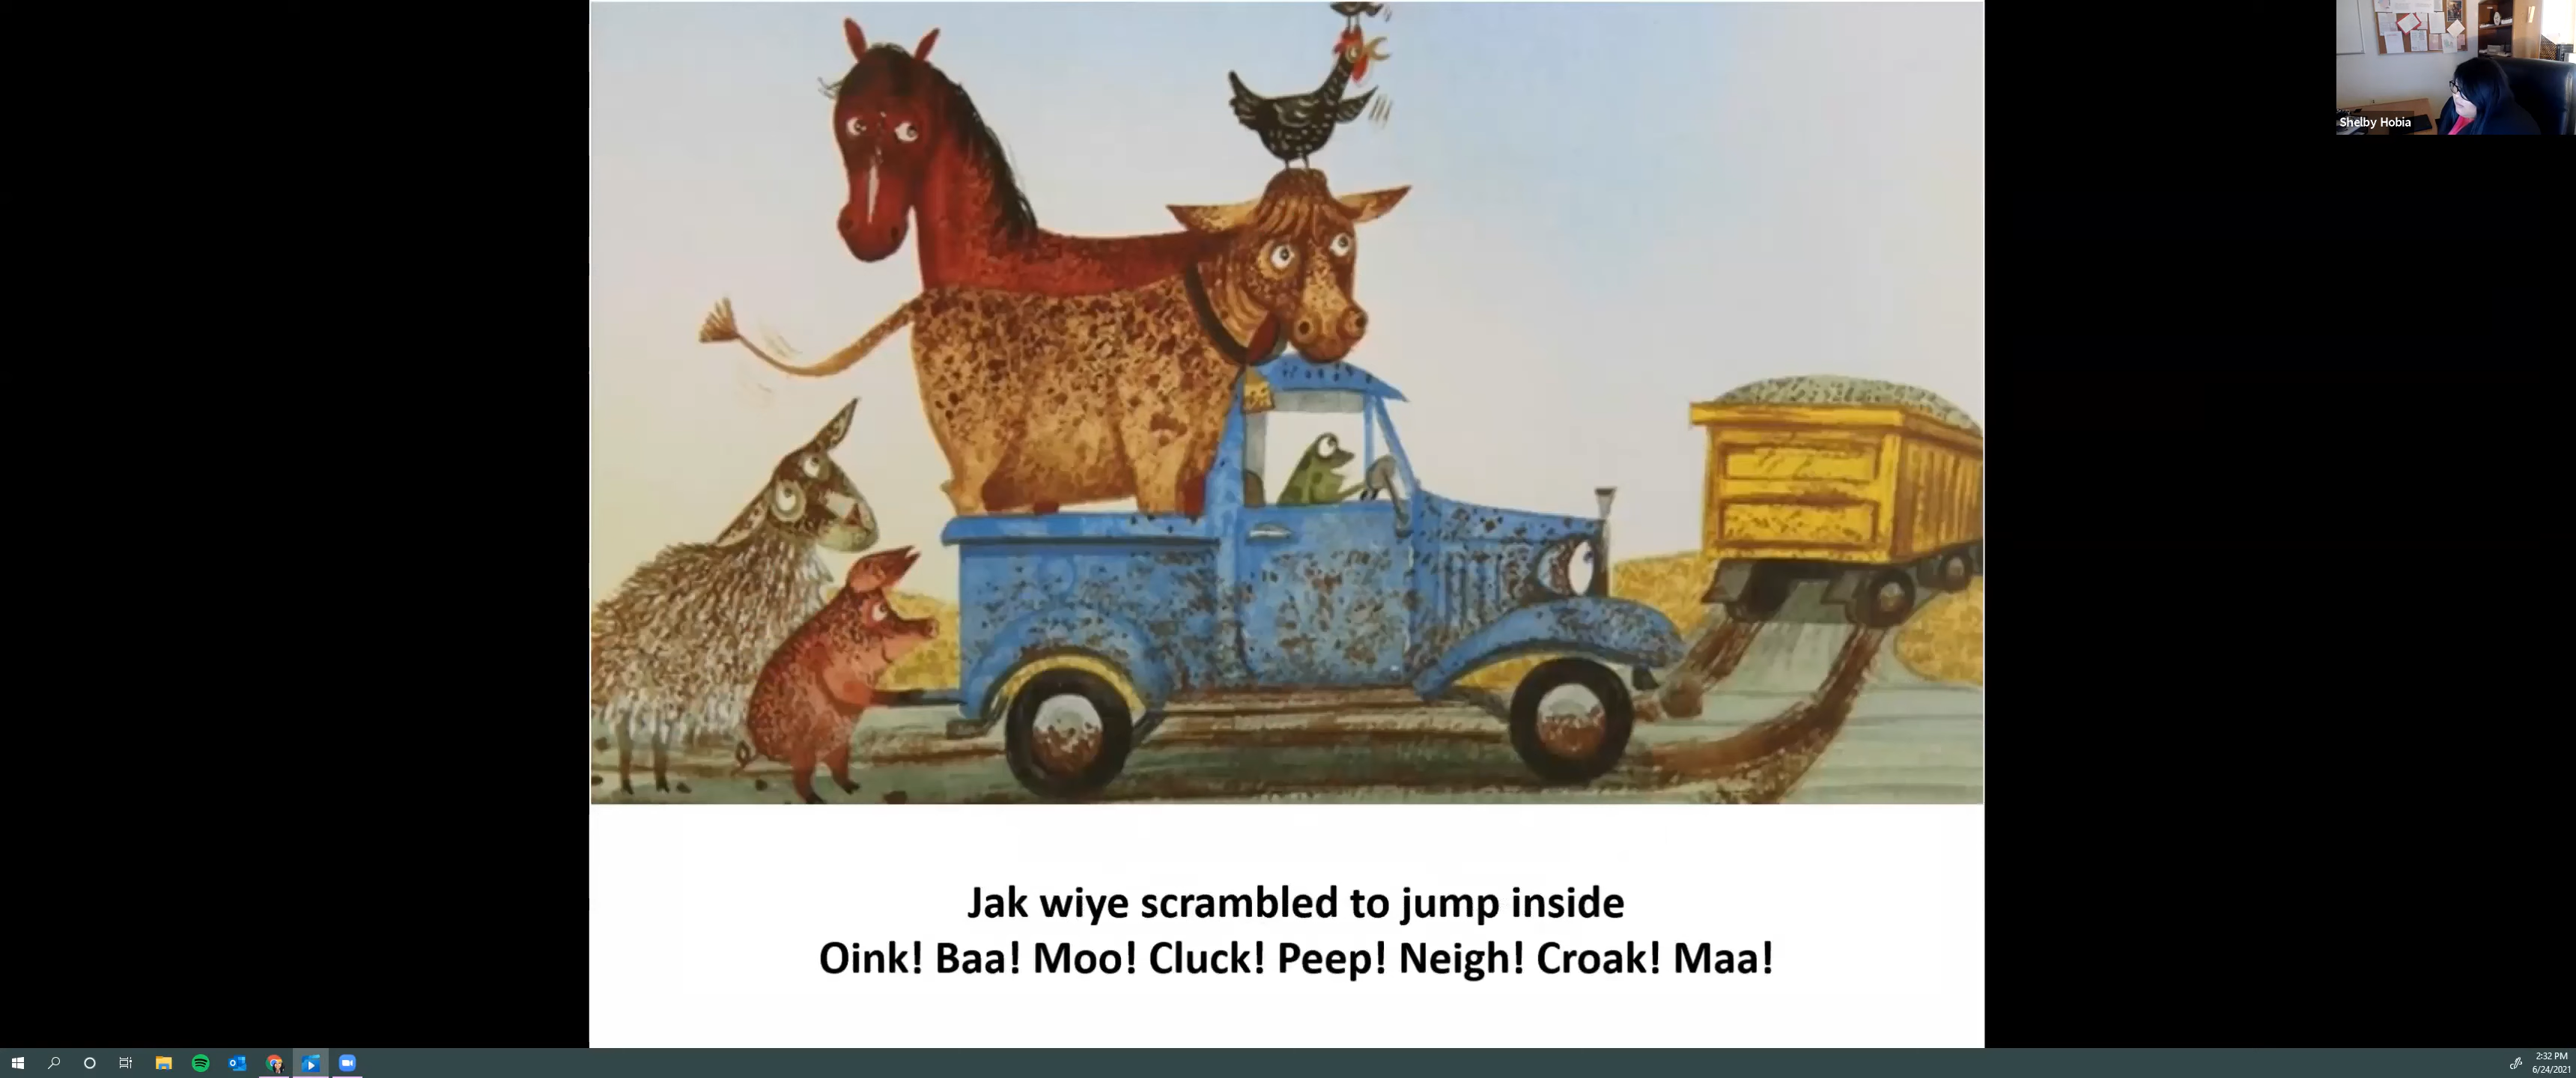 Shelby Hobia
Jak wiye scrambled to jump inside
Oink! Baa! Moo! Cluck! Peep! Neigh! Croak! Maa!
2:32 PM
6/24/2021